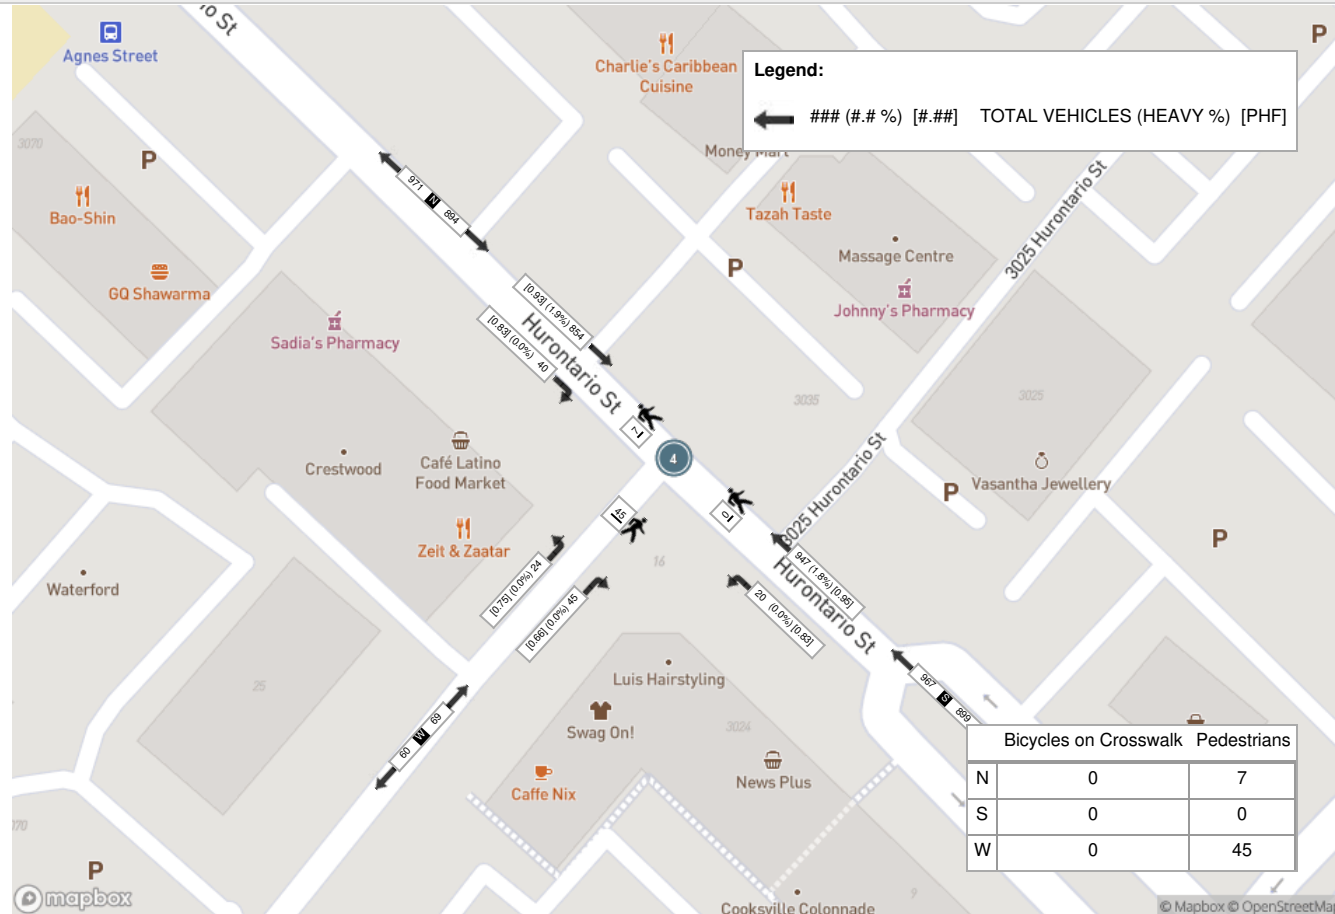 io St
Agnes Street
Charlie's Caribbean
Cuisine
P
Legend:
### (#.# %) [#.##] TOTAL VEHICLES (HEAVY %) [PHF]
3070
P
Money Mart
Bao-Shin
971 N 894
Tazah Taste
3025 Hurontario St
Massage Centre
P
GQ Shawarma
[0.93] (1.9%) 854
Johnny's Pharmacy
Sadia's Pharmacy
[0.83] (0.0%) 40
Hurontario St
3035
3025
7
4
Crestwood
Café Latino
Food Market
3025 Hurontario St
Vasantha Jewellery
P
45
0
P
Zeit & Zaatar
16
Waterford
[0.75] (0.0%) 24
947 (1.8%) [0.95]
[0.66] (0.0%) 45
20 (0.0%) [0.83]
Hurontario St
Luis Hairstyling
25
967 S 899
Swag On!
3024
60 W 69
News Plus
Caffe Nix
Bicycles on Crosswalk Pedestrians
N 0 7
S 0 0
W 0 45
70
P
9
mapbox
Cooksville Colonnade
© Mapbox © OpenStreetMap